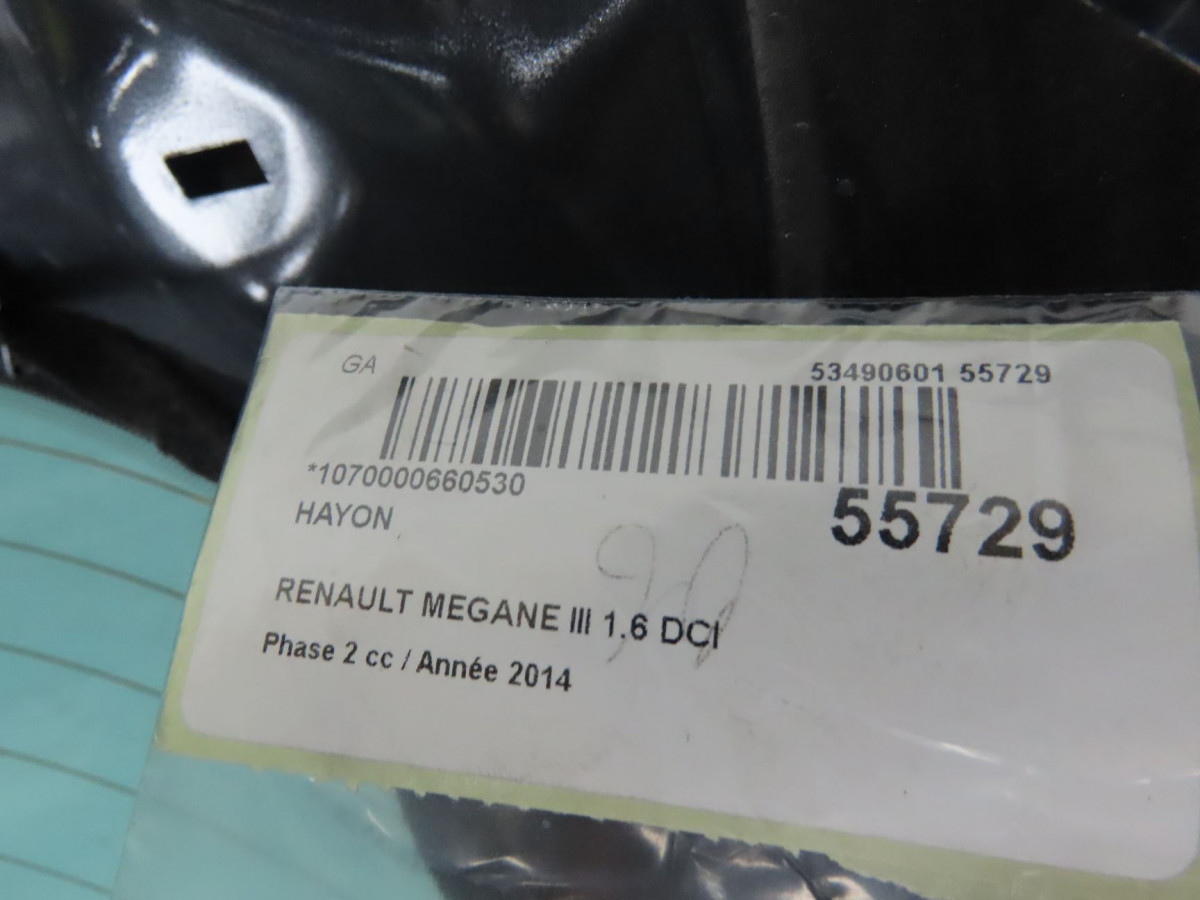 GA
53490601 55729
*1070000660530
55729
HAYON
RENAULT MEGANE III 1.6 DCI
Phase 2 cc / Année 2014